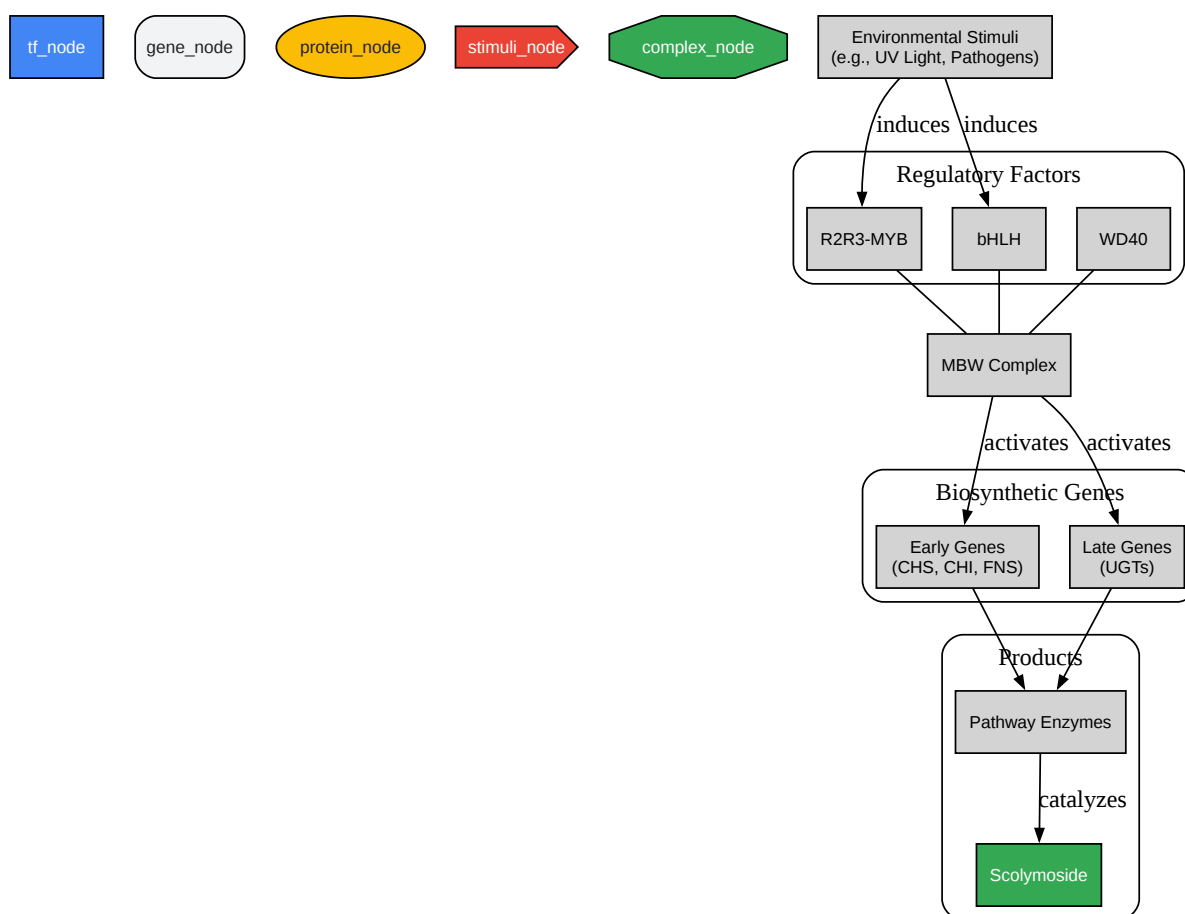 tf_node
gene_node
protein_node
stimuli_node
complex_node
Environmental Stimuli
(e.g., UV Light, Pathogens)
induces
induces
Regulatory Factors
R2R3-MYB
bHLH
WD40
MBW Complex
activates
activates
Biosynthetic Genes
Early Genes
(CHS, CHI, FNS)
Late Genes
(UGTs)
Products
Pathway Enzymes
catalyzes
Scolymoside